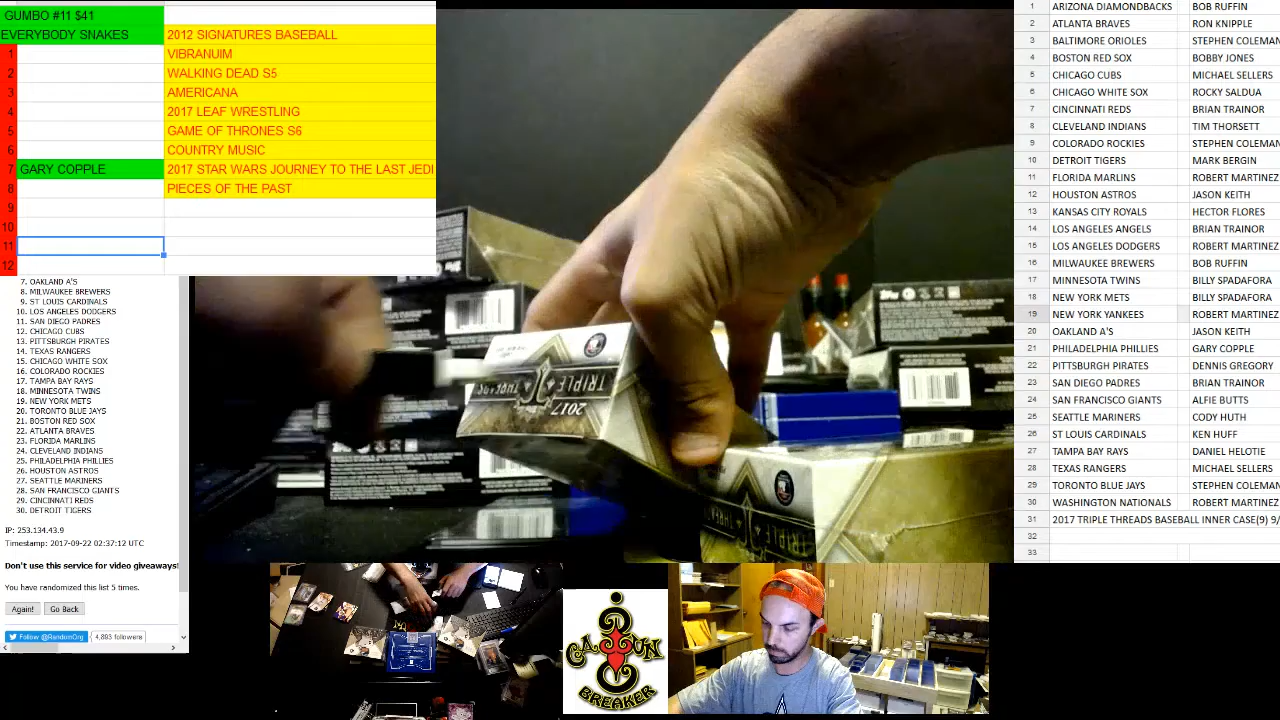 GUMBO #11 $41
EVERYBODY SNAKES
2012 SIGNATURES BASEBALL
1 VIBRANUIM
2 WALKING DEAD S5
3 AMERICANA
4 2017 LEAF WRESTLING
5 GAME OF THRONES S6
6 COUNTRY MUSIC
7 GARY COPPLE 2017 STAR WARS JOURNEY TO THE LAST JEDI
8 PIECES OF THE PAST
9
10
11
12
7. OAKLAND A'S
8. MILWAUKEE BREWERS
9. ST LOUIS CARDINALS
10. LOS ANGELES DODGERS
11. SAN DIEGO PADRES
12. CHICAGO CUBS
13. PITTSBURGH PIRATES
14. TEXAS RANGERS
15. CHICAGO WHITE SOX
16. COLORADO ROCKIES
17. TAMPA BAY RAYS
18. MINNESOTA TWINS
19. NEW YORK METS
20. TORONTO BLUE JAYS
21. BOSTON RED SOX
22. ATLANTA BRAVES
23. FLORIDA MARLINS
24. CLEVELAND INDIANS
25. PHILADELPHIA PHILLIES
26. HOUSTON ASTROS
27. SEATTLE MARINERS
28. SAN FRANCISCO GIANTS
29. CINCINNATI REDS
30. DETROIT TIGERS
IP: 253.134.43.9
Timestamp: 2017-09-22 02:37:12 UTC
Don't use this service for video giveaways!
You have randomized this list 5 times.
Again! Go Back
Follow @RandomOrg 4,893 followers
2017
TRIPLE
THREADS
TRIPLE
CAJUN
BREAKER
1 ARIZONA DIAMONDBACKS BOB RUFFIN
2 ATLANTA BRAVES RON KNIPPLE
3 BALTIMORE ORIOLES STEPHEN COLEMAN
4 BOSTON RED SOX BOBBY JONES
5 CHICAGO CUBS MICHAEL SELLERS
6 CHICAGO WHITE SOX ROCKY SALDUA
7 CINCINNATI REDS BRIAN TRAINOR
8 CLEVELAND INDIANS TIM THORSETT
9 COLORADO ROCKIES STEPHEN COLEMAN
10 DETROIT TIGERS MARK BERGIN
11 FLORIDA MARLINS ROBERT MARTINEZ
12 HOUSTON ASTROS JASON KEITH
13 KANSAS CITY ROYALS HECTOR FLORES
14 LOS ANGELES ANGELS BRIAN TRAINOR
15 LOS ANGELES DODGERS ROBERT MARTINEZ
16 MILWAUKEE BREWERS BOB RUFFIN
17 MINNESOTA TWINS BILLY SPADAFORA
18 NEW YORK METS BILLY SPADAFORA
19 NEW YORK YANKEES ROBERT MARTINEZ
20 OAKLAND A'S JASON KEITH
21 PHILADELPHIA PHILLIES GARY COPPLE
22 PITTSBURGH PIRATES DENNIS GREGORY
23 SAN DIEGO PADRES BRIAN TRAINOR
24 SAN FRANCISCO GIANTS ALFIE BUTTS
25 SEATTLE MARINERS CODY HUTH
26 ST LOUIS CARDINALS KEN HUFF
27 TAMPA BAY RAYS DANIEL HELOTIE
28 TEXAS RANGERS MICHAEL SELLERS
29 TORONTO BLUE JAYS STEPHEN COLEMAN
30 WASHINGTON NATIONALS ROBERT MARTINEZ
31 2017 TRIPLE THREADS BASEBALL INNER CASE(9) 9/
32
33